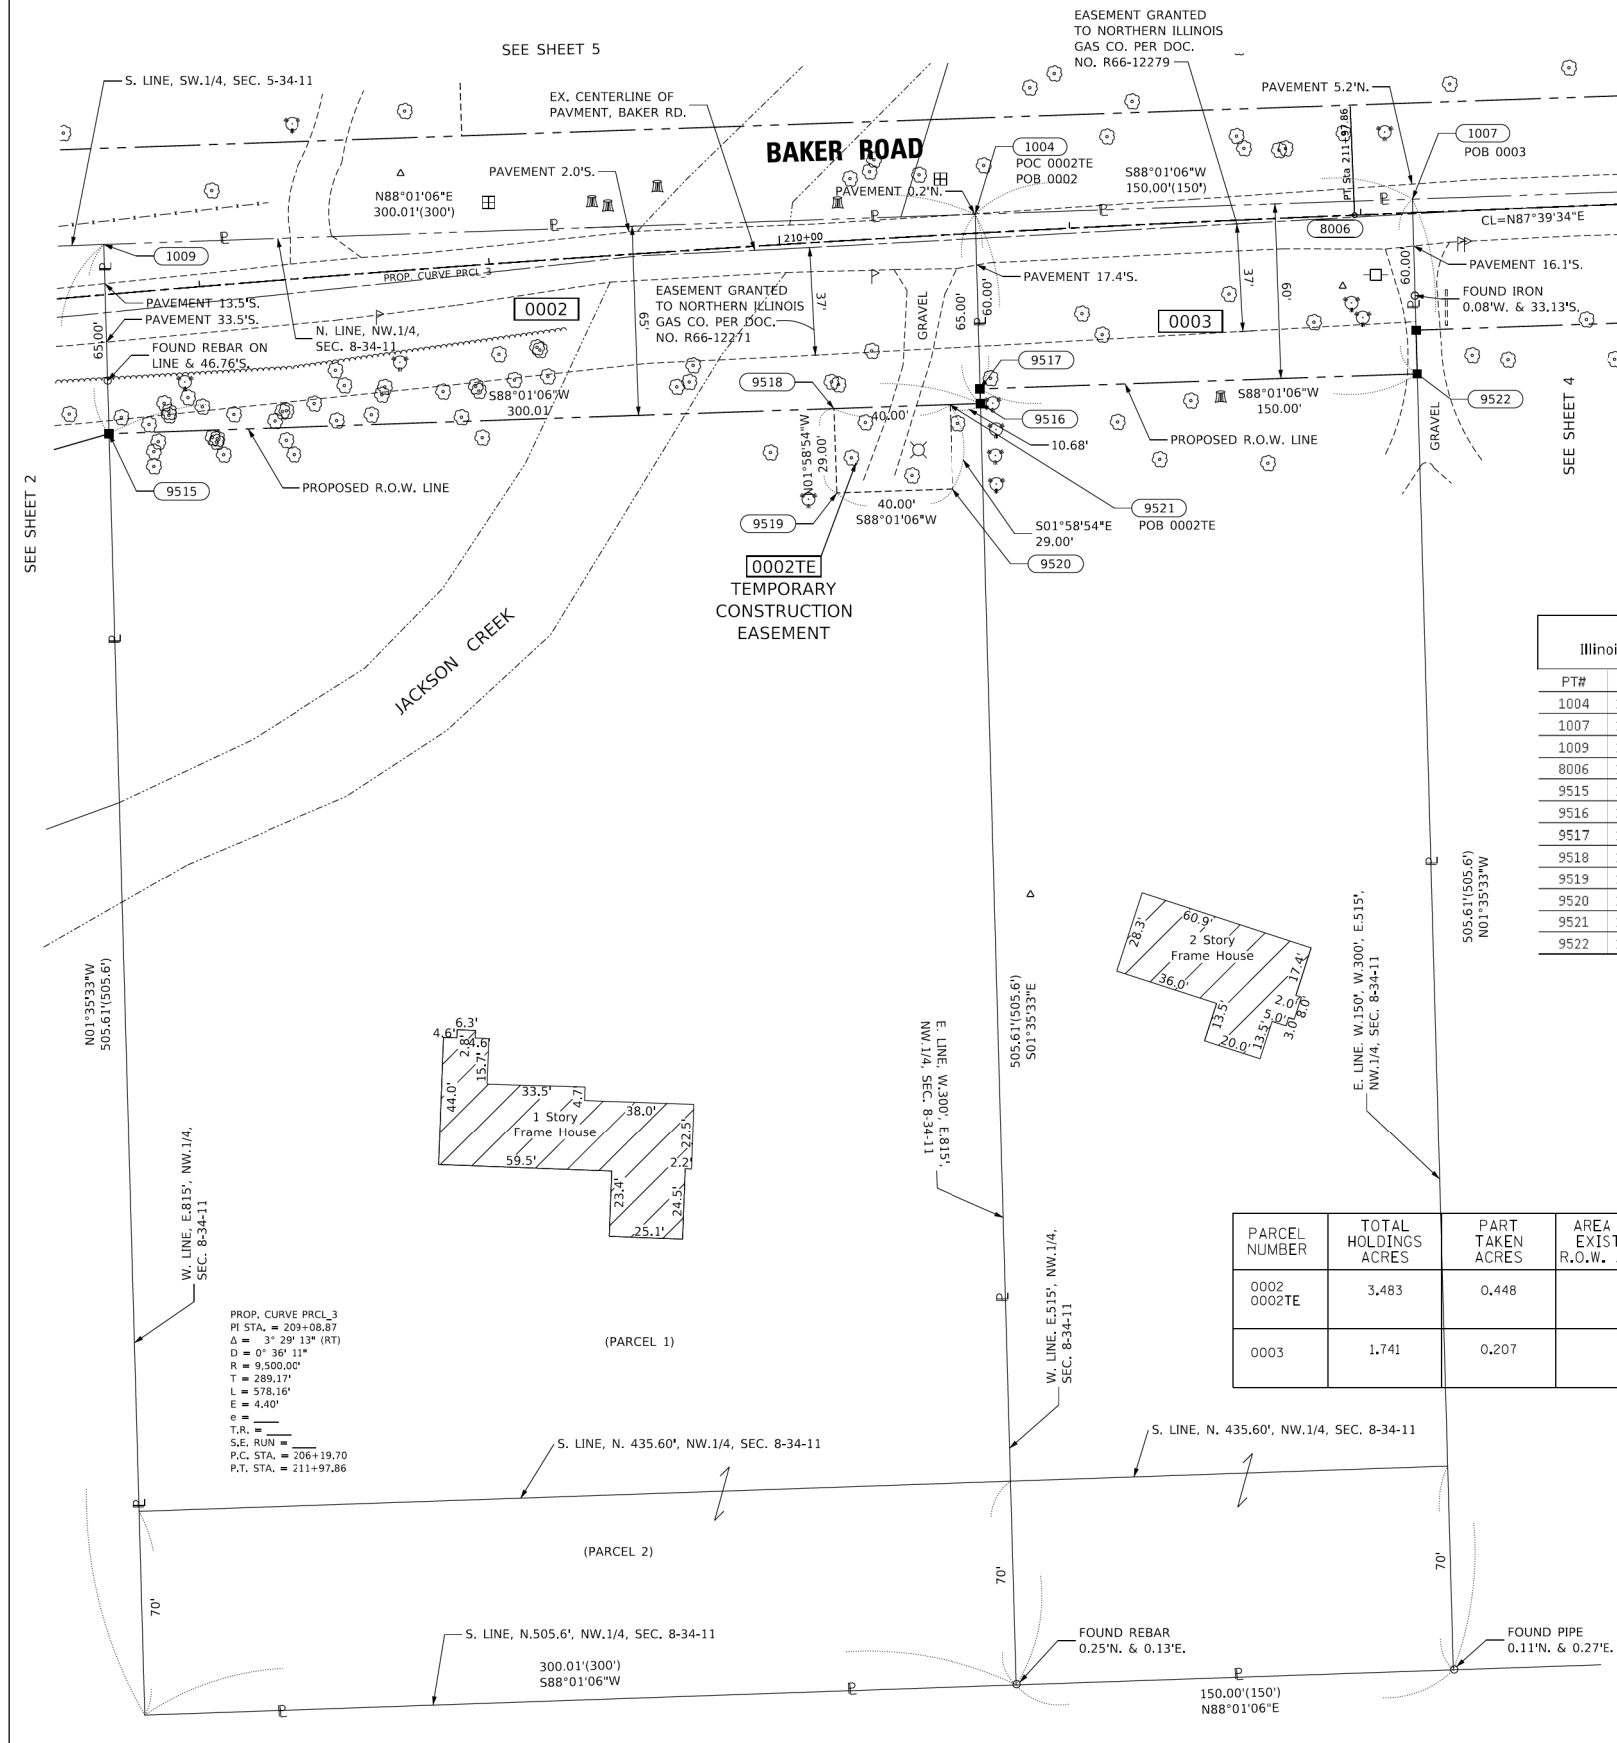 SEE SHEET 5
EASEMENT GRANTED
TO NORTHERN ILLINOIS
GAS CO. PER DOC.
NO. R66-12279
S. LINE, SW.1/4, SEC. 5-34-11
EX. CENTERLINE OF
PAVMENT, BAKER RD.
PAVEMENT 5.2'N.
BAKER ROAD
1004
POC 0002TE
POB 0002
1007
POB 0003
PT. Sta 211+97.86
PAVEMENT 2.0'S.
N88°01'06"E
300.01'(300')
PAVEMENT 0.2'N.
S88°01'06"W
150.00'(150')
CL=N87°39'34"E
8006
210+00
1009
PROP. CURVE PRCL_3
PAVEMENT 13.5'S.
PAVEMENT 33.5'S.
65.00'
0002
N. LINE, NW.1/4,
SEC. 8-34-11
FOUND REBAR ON
LINE & 46.76'S.
65'
EASEMENT GRANTED
TO NORTHERN ILLINOIS
GAS CO. PER DOC.
NO. R66-12271
37'
GRAVEL
65.00'
60.00'
PAVEMENT 17.4'S.
0003
37'
60'
60.00'
PAVEMENT 16.1'S.
FOUND IRON
0.08'W. & 33.13'S.
S88°01'06"W
300.01'
9518
9517
9516
40.00'
10.68'
S88°01'06"W
150.00'
9522
GRAVEL
SEE SHEET 4
PROPOSED R.O.W. LINE
9515
PROPOSED R.O.W. LINE
SEE SHEET 2
N01°58'54"W
29.00'
9519
40.00'
S88°01'06"W
9521
POB 0002TE
S01°58'54"E
29.00'
9520
0002TE
TEMPORARY
CONSTRUCTION
EASEMENT
JACKSON CREEK
PT#
1004
1007
1009
8006
9515
9516
9517
9518
9519
9520
9521
9522
N01°35'33"W
505.61'(505.6')
505.61'(505.6')
S01°35'33"E
505.61'(505.6')
N01°35'33"W
E. LINE. W.150', W.300', E.515',
NW.1/4, SEC. 8-34-11
60.9'
28.3'
2 Story
Frame House
36.0'
17.4'
13.5'
20.0'
13.5'
2.0'
5.0'
3.0'
8.0'
E. LINE, W.300', E.815',
NW.1/4, SEC. 8-34-11
6.3'
4.6'
2.8'
4.6'
15.7'
44.0'
33.5'
4.7'
1 Story
Frame House
38.0'
22.5'
59.5'
2.2'
23.4'
24.5'
25.1'
W. LINE, E.815', NW.1/4,
SEC. 8-34-11
W. LINE. E.515', NW.1/4,
SEC. 8-34-11
PARCEL
NUMBER
TOTAL
HOLDINGS
ACRES
PART
TAKEN
ACRES
AREA
R.O.W.
0002
0002TE
3.483
0.448
0003
1.741
0.207
PROP. CURVE PRCL_3
PI STA. = 209+08.87
Δ = 3° 29' 13" (RT)
D = 0° 36' 11"
R = 9,500.00'
T = 289.17'
L = 578.16'
E = 4.40'
e = ____
T.R. = ____
S.E. RUN = ____
P.C. STA. = 206+19.70
P.T. STA. = 211+97.86
(PARCEL 1)
S. LINE, N. 435.60', NW.1/4, SEC. 8-34-11
S. LINE, N. 435.60', NW.1/4, SEC. 8-34-11
(PARCEL 2)
70'
70'
70'
S. LINE, N.505.6', NW.1/4, SEC. 8-34-11
300.01'(300')
S88°01'06"W
FOUND REBAR
0.25'N. & 0.13'E.
FOUND PIPE
0.11'N. & 0.27'E.
150.00'(150')
N88°01'06"E